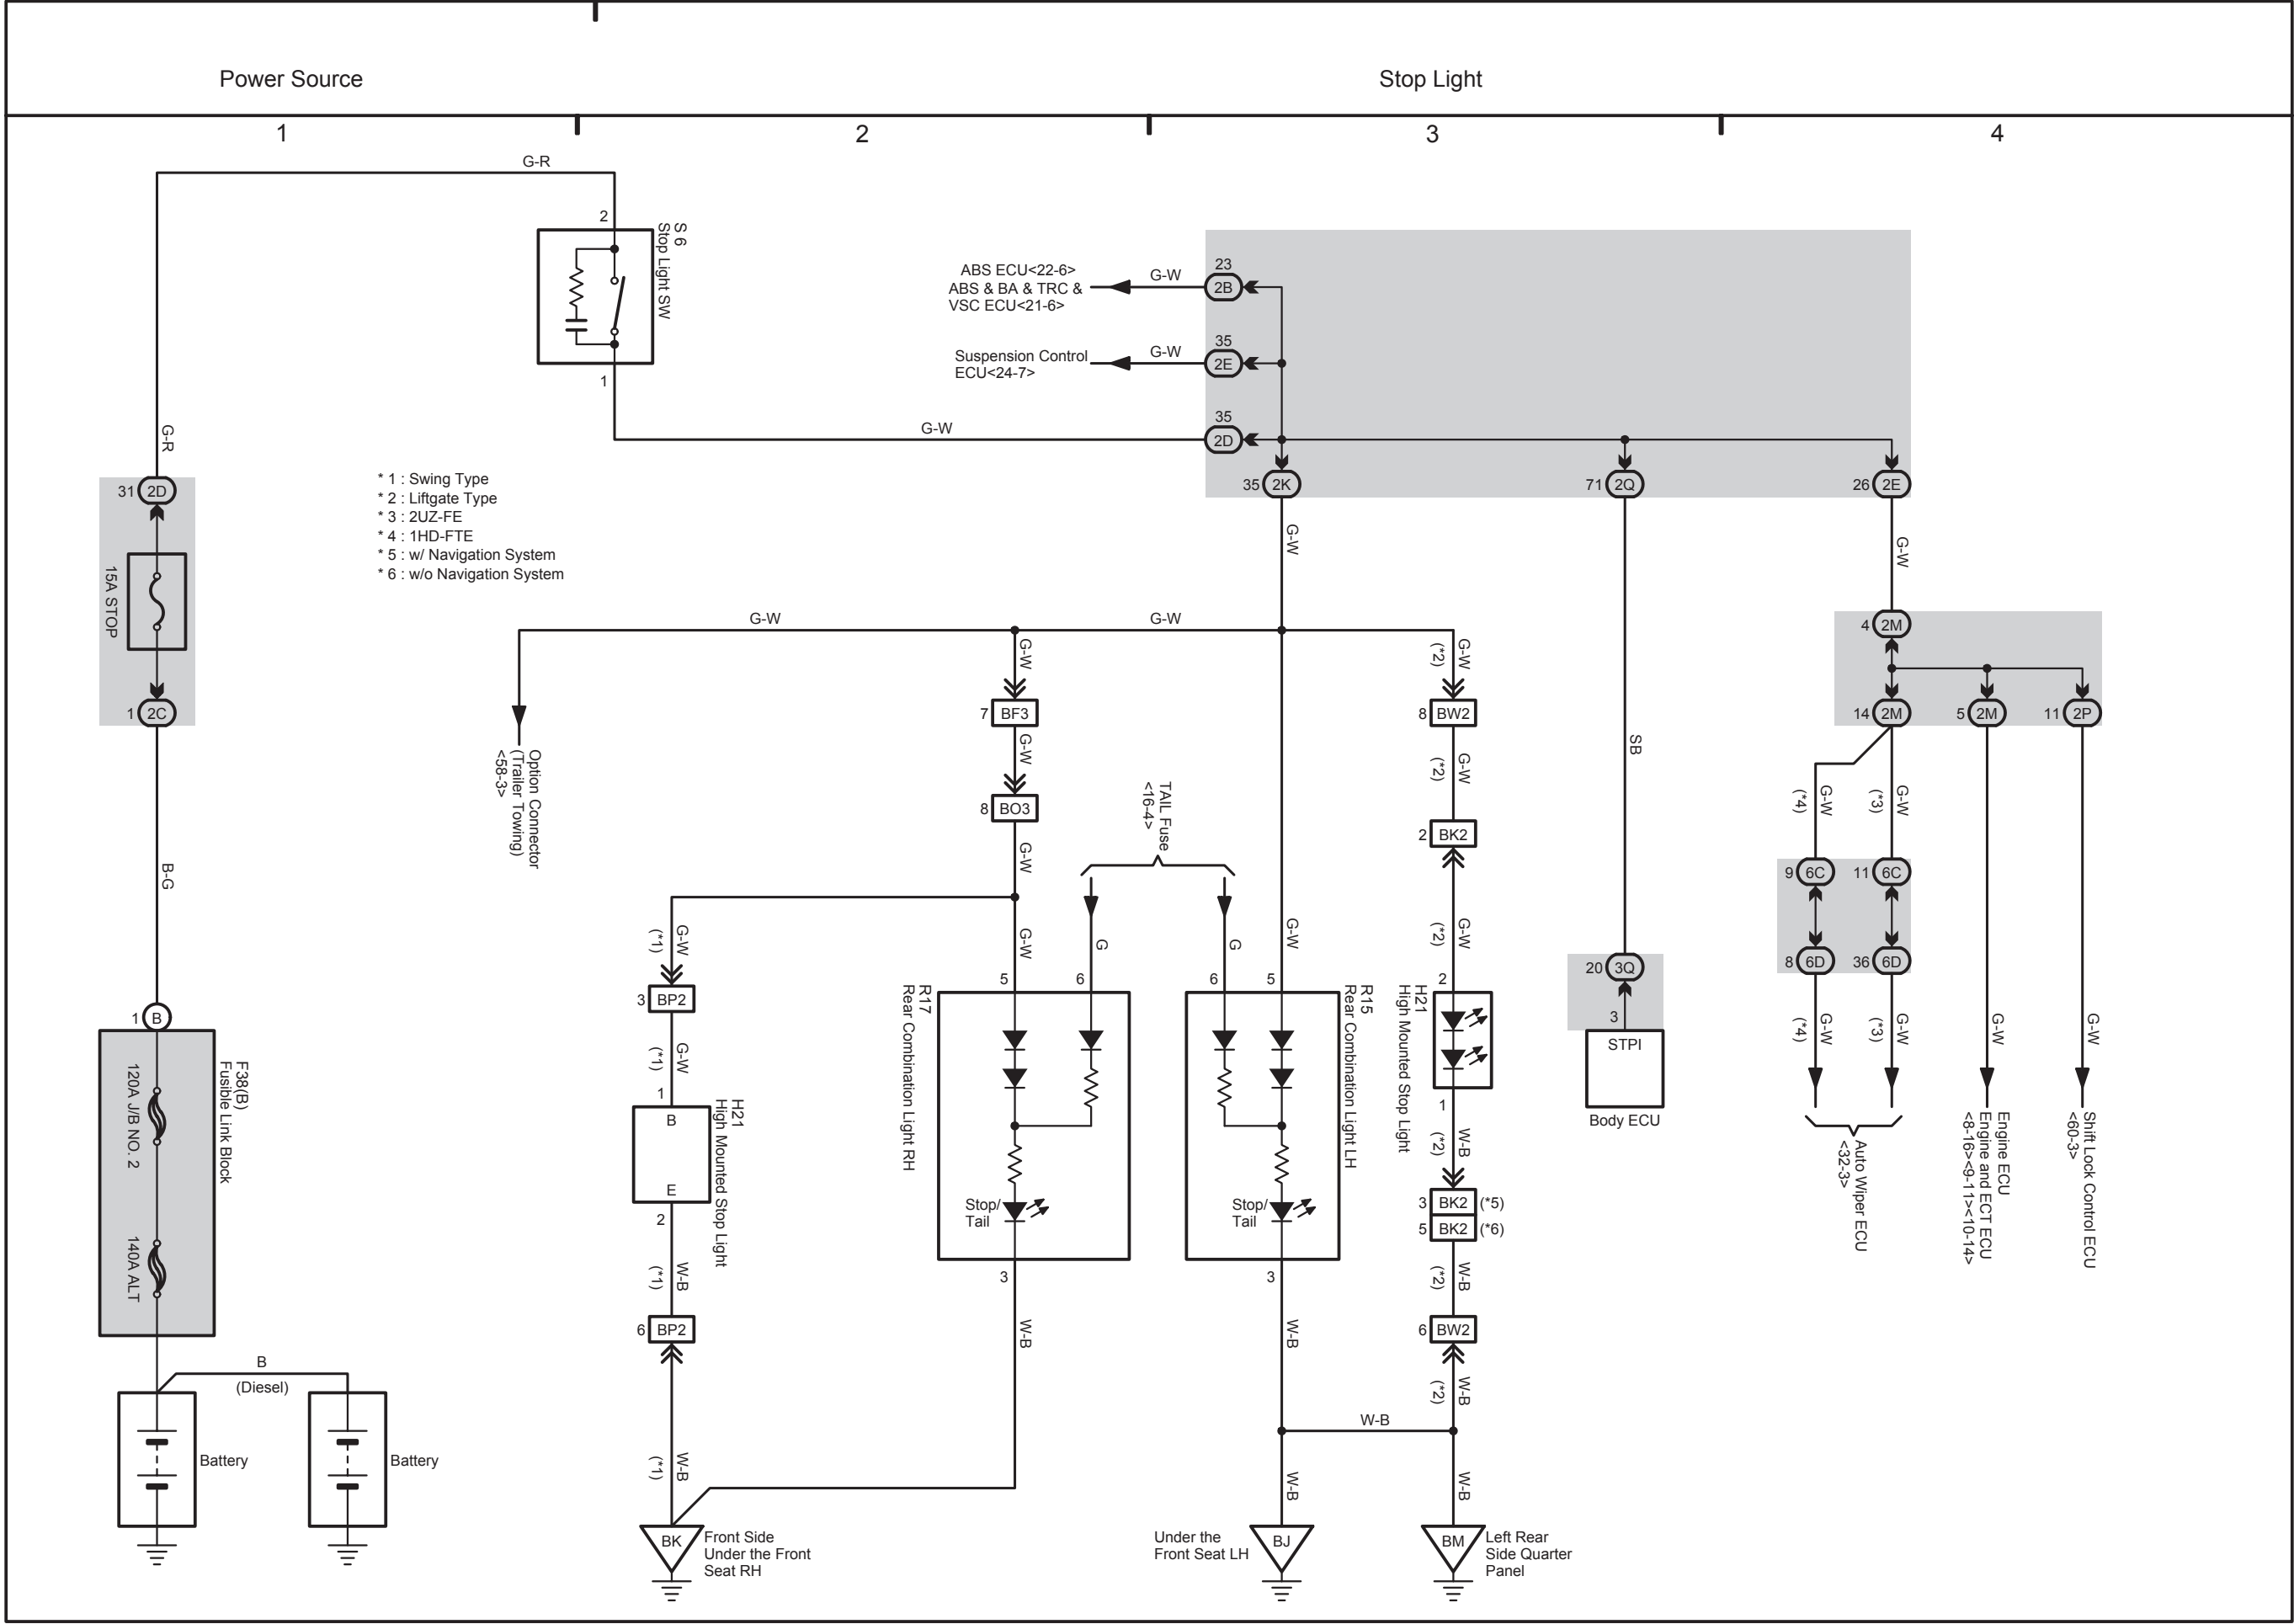 Power Source
Stop Light
1
2
3
4
G-R
2
S 6
Stop Light SW
1
G-W
G-R
31 2D
15A STOP
1 2C
B-G
1 B
F38(B)
Fusible Link Block
120A J/B NO. 2
140A ALT
B
(Diesel)
Battery
Battery
* 1 : Swing Type
* 2 : Liftgate Type
* 3 : 2UZ-FE
* 4 : 1HD-FTE
* 5 : w/ Navigation System
* 6 : w/o Navigation System
ABS ECU<22-6>
ABS & BA & TRC &
VSC ECU<21-6>
G-W
23
2B
Suspension Control
ECU<24-7>
G-W
35
2E
35
2D
35 2K
71 2Q
26 2E
G-W
G-W
G-W
G-W
Option Connector
(Trailer Towing)
<58-3>
G-W
7 BF3
G-W
8 BO3
G-W
G-W
(*1)
3 BP2
G-W
(*1)
1
B
E
2
H21
High Mounted Stop Light
W-B
(*1)
6 BP2
W-B
(*1)
BK
Front Side
Under the Front
Seat RH
G-W
TAIL Fuse
<16-4>
G
G
5
6
R17
Rear Combination Light RH
Stop/
Tail
3
W-B
G-W
6
5
R15
Rear Combination Light LH
Stop/
Tail
3
W-B
W-B
W-B
Under the
Front Seat LH
BJ
G-W
(*2)
8 BW2
G-W
(*2)
2 BK2
G-W
(*2)
2
H21
High Mounted Stop Light
1
W-B
(*2)
3 BK2 (*5)
5 BK2 (*6)
W-B
(*2)
6 BW2
W-B
(*2)
W-B
BM
Left Rear
Side Quarter
Panel
SB
20 3Q
3
STPI
Body ECU
4 2M
14 2M
5 2M
11 2P
G-W
(*4)
G-W
(*3)
9 6C
11 6C
8 6D
36 6D
G-W
(*4)
G-W
(*3)
G-W
G-W
Auto Wiper ECU
<32-3>
Engine ECU
Engine and ECT ECU
<8-16><9-11><10-14>
Shift Lock Control ECU
<60-3>